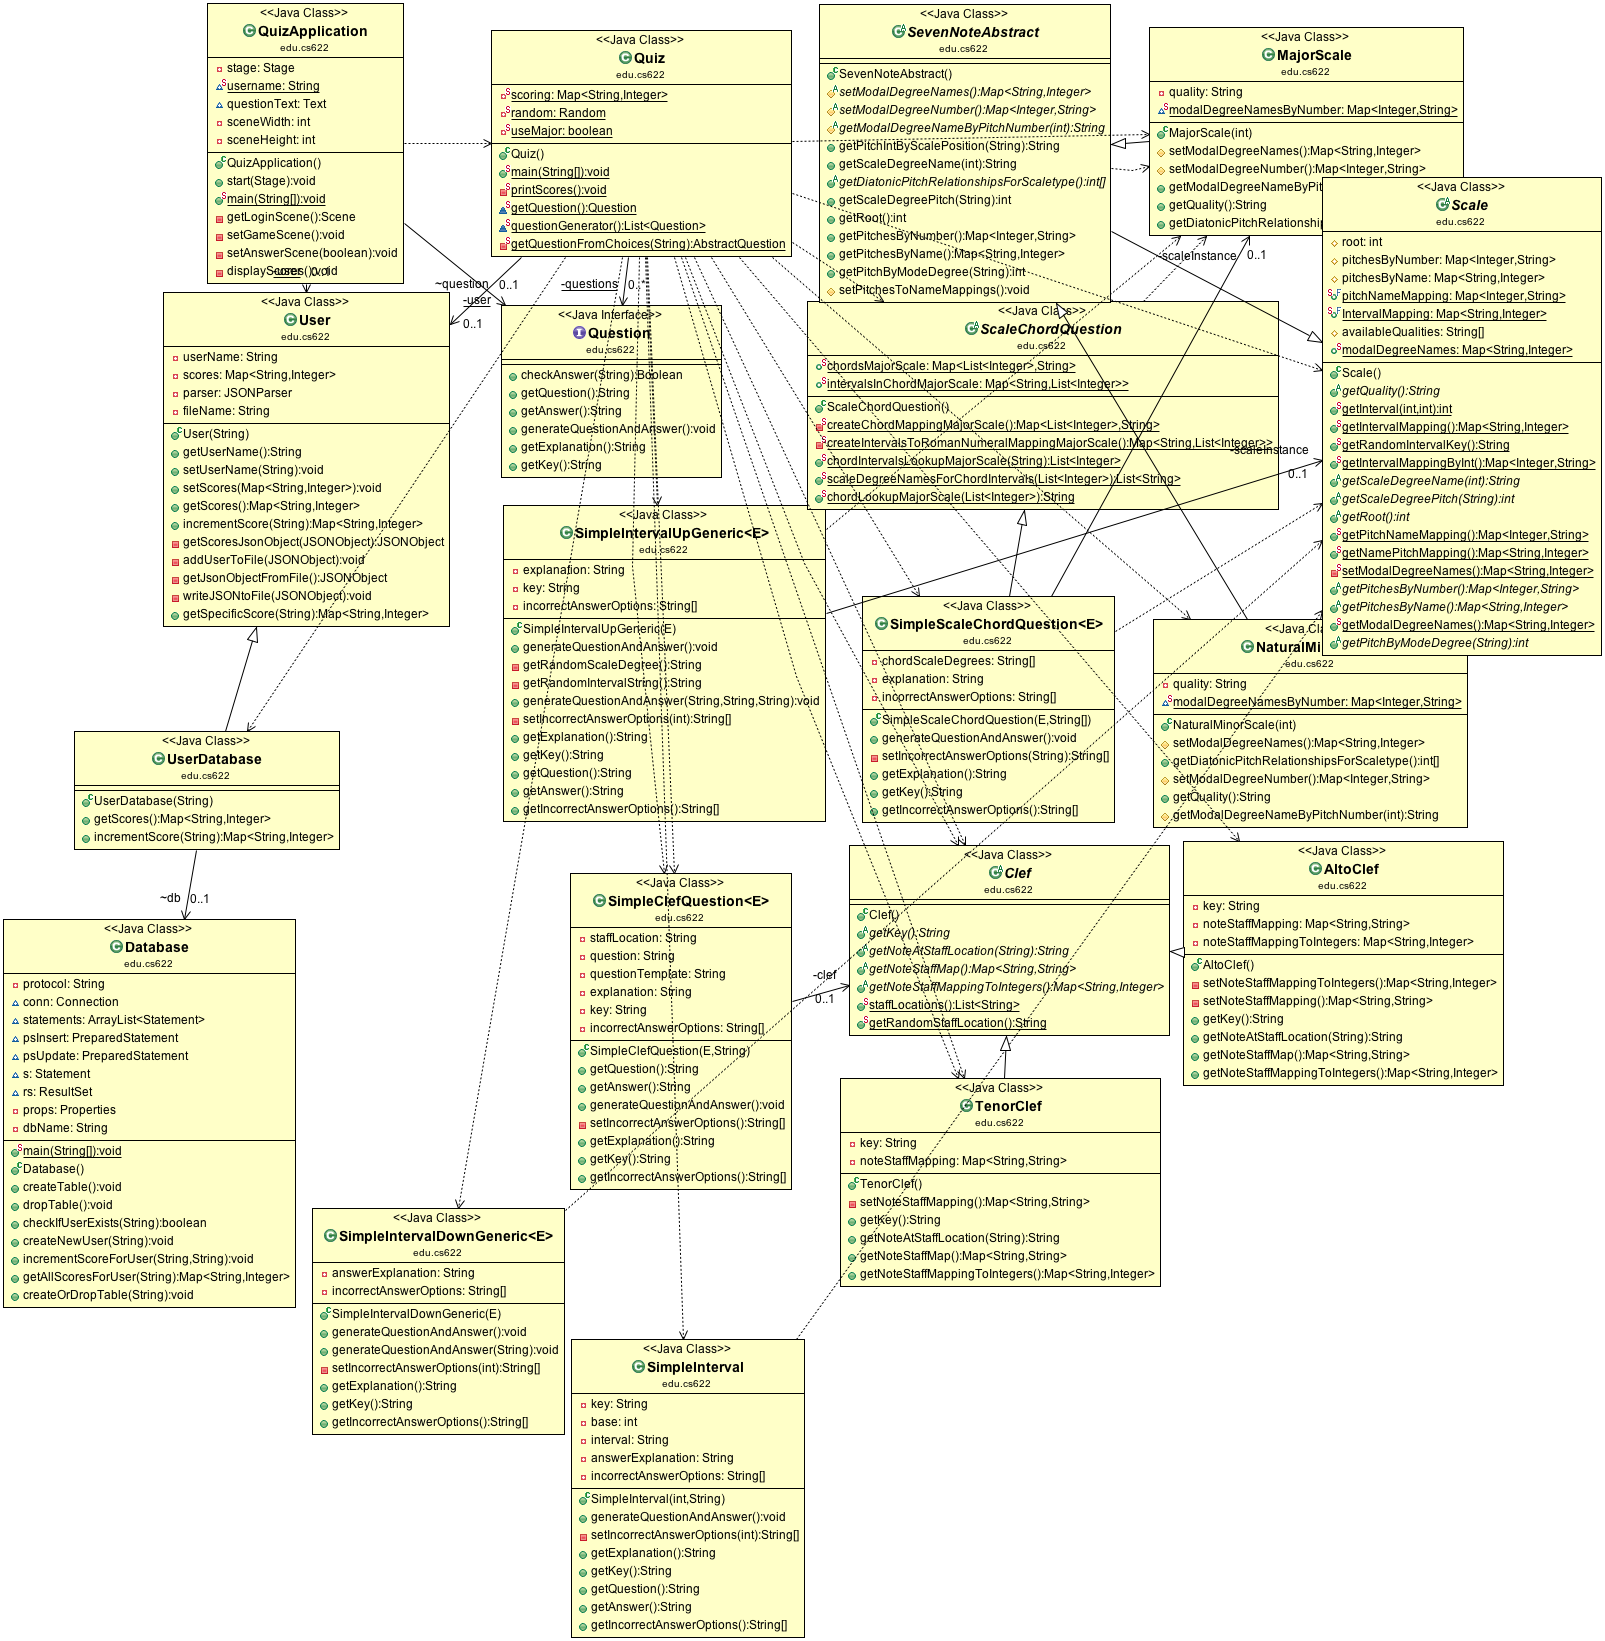 <<Java Class>>
QuizApplication
edu.cs622
stage: Stage
username: String
questionText: Text
sceneWidth: int
sceneHeight: int
QuizApplication()
start(Stage):void
main(String[]):void
getLoginScene():Scene
setGameScene():void
setAnswerScene(boolean):void
<<Java Class>>
Quiz
edu.cs622
scoring: Map<String,Integer>
random: Random
useMajor: boolean
Quiz()
main(String[]):void
printScores():void
getQuestion():Question
questionGenerator():List<Question>
getQuestionFromChoices(String):AbstractQuestion
<<Java Class>>
SevenNoteAbstract
edu.cs622
SevenNoteAbstract()
setModalDegreeNames():Map<String,Integer>
setModalDegreeNumber():Map<Integer,String>
getModalDegreeNameByPitchNumber(int):String
getPitchIntByScalePosition(String):String
getScaleDegreeName(int):String
getDiatonicPitchRelationshipsForScaletype():int[]
getScaleDegreePitch(String):int
getRoot():int
getPitchesByNumber():Map<Integer,String>
getPitchesByName():Map<String,Integer>
getPitchByModeDegree(String):int
setPitchesToNameMappings():void
<<Java Class>>
MajorScale
edu.cs622
quality: String
modalDegreeNamesByNumber: Map<Integer,String>
MajorScale(int)
setModalDegreeNames():Map<String,Integer>
setModalDegreeNumber():Map<Integer,String>
getModalDegreeNameByPit
getQuality():String
getDiatonicPitchRelationship
<<Java Class>>
Scale
edu.cs622
root: int
pitchesByNumber: Map<Integer,String>
pitchesByName: Map<String,Integer>
pitchNameMapping: Map<Integer,String>
IntervalMapping: Map<String,Integer>
availableQualities: String[]
modalDegreeNames: Map<String,Integer>
Scale()
getQuality():String
getInterval(int,int):int
getIntervalMapping():Map<String,Integer>
getRandomIntervalKey():String
getIntervalMappingByInt():Map<Integer,String>
getScaleDegreeName(int):String
getScaleDegreePitch(String):int
getRoot():int
getPitchNameMapping():Map<Integer,String>
getNamePitchMapping():Map<String,Integer>
setModalDegreeNames():Map<String,Integer>
getPitchesByNumber():Map<Integer,String>
getPitchesByName():Map<String,Integer>
getModalDegreeNames():Map<String,Integer>
getPitchByModeDegree(String):int
0..1
~question 0..1
-user
0..1
-questions 0..*
-scaleInstance 0..1
-scaleInstance
0..1
<<Java Class>>
User
edu.cs622
userName: String
scores: Map<String,Integer>
parser: JSONParser
fileName: String
User(String)
getUserName():String
setUserName(String):void
setScores(Map<String,Integer>):void
getScores():Map<String,Integer>
incrementScore(String):Map<String,Integer>
getScoresJsonObject(JSONObject):JSONObject
addUserToFile(JSONObject):void
getJsonObjectFromFile():JSONObject
writeJSONtoFile(JSONObject):void
getSpecificScore(String):Map<String,Integer>
<<Java Interface>>
Question
edu.cs622
checkAnswer(String):Boolean
getQuestion():String
getAnswer():String
generateQuestionAndAnswer():void
getExplanation():String
getKey():String
<<Java Class>>
ScaleChordQuestion
edu.cs622
chordsMajorScale: Map<List<Integer>,String>
intervalsInChordMajorScale: Map<String,List<Integer>>
ScaleChordQuestion()
createChordMappingMajorScale():Map<List<Integer>,String>
createIntervalsToRomanNumeralMappingMajorScale():Map<String,List<Integer>>
chordIntervalsLookupMajorScale(String):List<Integer>
scaleDegreeNamesForChordIntervals(List<Integer>):List<String>
chordLookupMajorScale(List<Integer>):String
<<Java Class>>
SimpleIntervalUpGeneric<E>
edu.cs622
explanation: String
key: String
incorrectAnswerOptions: String[]
SimpleIntervalUpGeneric(E)
generateQuestionAndAnswer():void
getRandomScaleDegree():String
getRandomIntervalString():String
generateQuestionAndAnswer(String,String,String):void
setIncorrectAnswerOptions(int):String[]
getExplanation():String
getKey():String
getQuestion():String
getAnswer():String
getIncorrectAnswerOptions():String[]
<<Java Class>>
SimpleScaleChordQuestion<E>
edu.cs622
chordScaleDegrees: String[]
explanation: String
incorrectAnswerOptions: String[]
SimpleScaleChordQuestion(E,String[])
generateQuestionAndAnswer():void
setIncorrectAnswerOptions(String):String[]
getExplanation():String
getKey():String
getIncorrectAnswerOptions():String[]
<<Java Cl
NaturalMi
edu.cs622
quality: String
modalDegreeNamesByNumber: Map<Integer,String>
NaturalMinorScale(int)
setModalDegreeNames():Map<String,Integer>
getDiatonicPitchRelationshipsForScaletype():int[]
setModalDegreeNumber():Map<Integer,String>
getQuality():String
getModalDegreeNameByPitchNumber(int):String
<<Java Class>>
UserDatabase
edu.cs622
UserDatabase(String)
getScores():Map<String,Integer>
incrementScore(String):Map<String,Integer>
~db 0..1
<<Java Class>>
Database
edu.cs622
protocol: String
conn: Connection
statements: ArrayList<Statement>
psInsert: PreparedStatement
psUpdate: PreparedStatement
s: Statement
rs: ResultSet
props: Properties
dbName: String
main(String[]):void
Database()
createTable():void
dropTable():void
checkIfUserExists(String):boolean
createNewUser(String):void
incrementScoreForUser(String,String):void
getAllScoresForUser(String):Map<String,Integer>
createOrDropTable(String):void
<<Java Class>>
SimpleClefQuestion<E>
edu.cs622
staffLocation: String
question: String
questionTemplate: String
explanation: String
key: String
incorrectAnswerOptions: String[]
SimpleClefQuestion(E,String)
getQuestion():String
getAnswer():String
generateQuestionAndAnswer():void
setIncorrectAnswerOptions():String[]
getExplanation():String
getKey():String
getIncorrectAnswerOptions():String[]
-clef
0..1
<<Java Class>>
Clef
edu.cs622
Clef()
getKey():String
getNoteAtStaffLocation(String):String
getNoteStaffMap():Map<String,String>
getNoteStaffMappingToIntegers():Map<String,Integer>
staffLocations():List<String>
getRandomStaffLocation():String
<<Java Class>>
AltoClef
edu.cs622
key: String
noteStaffMapping: Map<String,String>
noteStaffMappingToIntegers: Map<String,Integer>
AltoClef()
setNoteStaffMappingToIntegers():Map<String,Integer>
setNoteStaffMapping():Map<String,String>
getKey():String
getNoteAtStaffLocation(String):String
getNoteStaffMap():Map<String,String>
getNoteStaffMappingToIntegers():Map<String,Integer>
<<Java Class>>
TenorClef
edu.cs622
key: String
noteStaffMapping: Map<String,String>
TenorClef()
setNoteStaffMapping():Map<String,String>
getKey():String
getNoteAtStaffLocation(String):String
getNoteStaffMap():Map<String,String>
getNoteStaffMappingToIntegers():Map<String,Integer>
<<Java Class>>
SimpleIntervalDownGeneric<E>
edu.cs622
answerExplanation: String
incorrectAnswerOptions: String[]
SimpleIntervalDownGeneric(E)
generateQuestionAndAnswer():void
generateQuestionAndAnswer(String):void
setIncorrectAnswerOptions(int):String[]
getExplanation():String
getKey():String
getIncorrectAnswerOptions():String[]
<<Java Class>>
SimpleInterval
edu.cs622
key: String
base: int
interval: String
answerExplanation: String
incorrectAnswerOptions: String[]
SimpleInterval(int,String)
generateQuestionAndAnswer():void
setIncorrectAnswerOptions(int):String[]
getExplanation():String
getKey():String
getQuestion():String
getAnswer():String
getIncorrectAnswerOptions():String[]